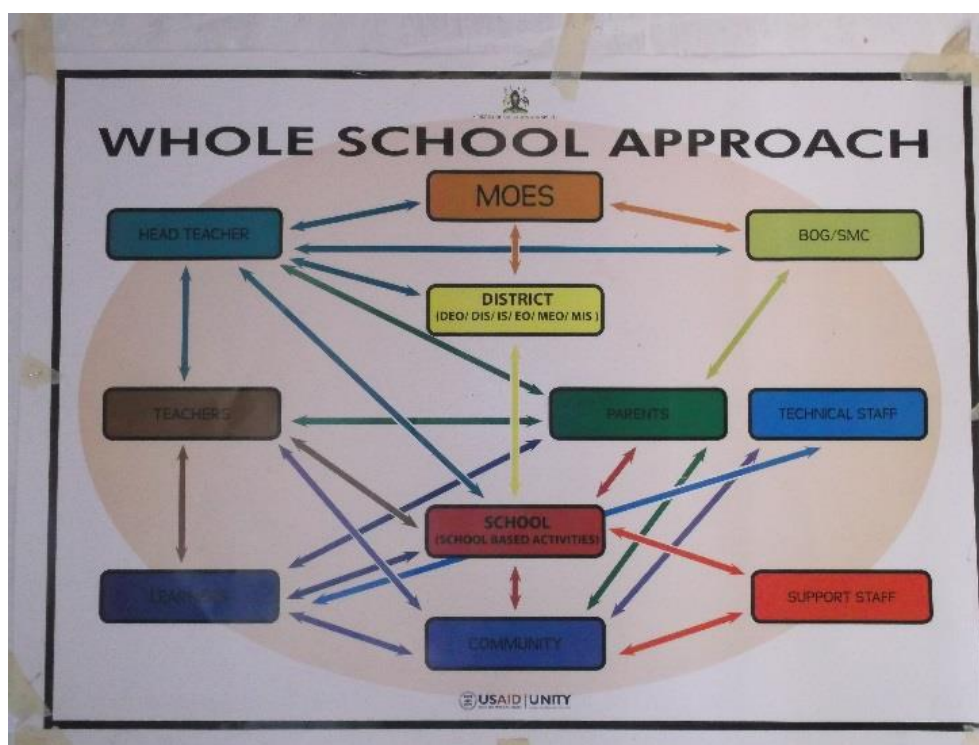 WHOLE SCHOOL APPROACH
MOES
HEAD TEACHER
BOG/SMC
DISTRICT
(DEO/ DIS/ IS/ EO/ MEO/ MIS )
TEACHERS
PARENTS
TECHNICAL STAFF
SCHOOL
(SCHOOL BASED ACTIVITIES)
LEARNERS
SUPPORT STAFF
COMMUNITY
USAID UNITY